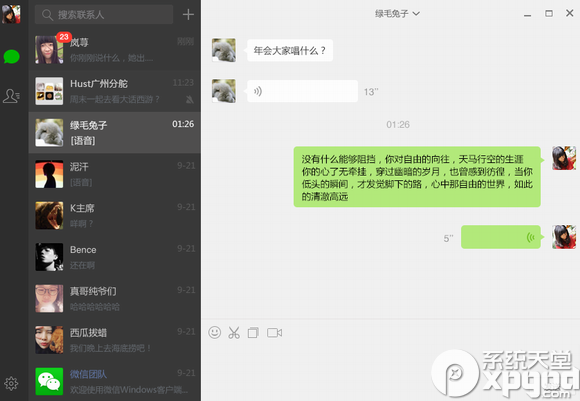 搜索联系人
绿毛兔子
23
岚荨
刚刚
你刚刚说什么，她出...
Hust广州分舵
11:23
周末一起去看大话西游？
绿毛兔子
01:26
[语音]
泥汗
9-21
[语音]
K主席
9-21
咩啊？
Bence
9-21
还在啊
真哥纯爷们
9-21
哈哈哈哈哈哈
西瓜拔蜡
9-21
我们晚上去海底捞吧！
微信团队
9-21
欢迎使用微信Windows客户端...
年会大家唱什么？
13"
01:26
没有什么能够阻挡，你对自由的向往，天马行空的生涯
你的心了无牵挂，穿过幽暗的岁月，也曾感到彷徨，当你
低头的瞬间，才发觉脚下的路，心中那自由的世界，如此
的清澈高远
5"
系统天堂
xpgod